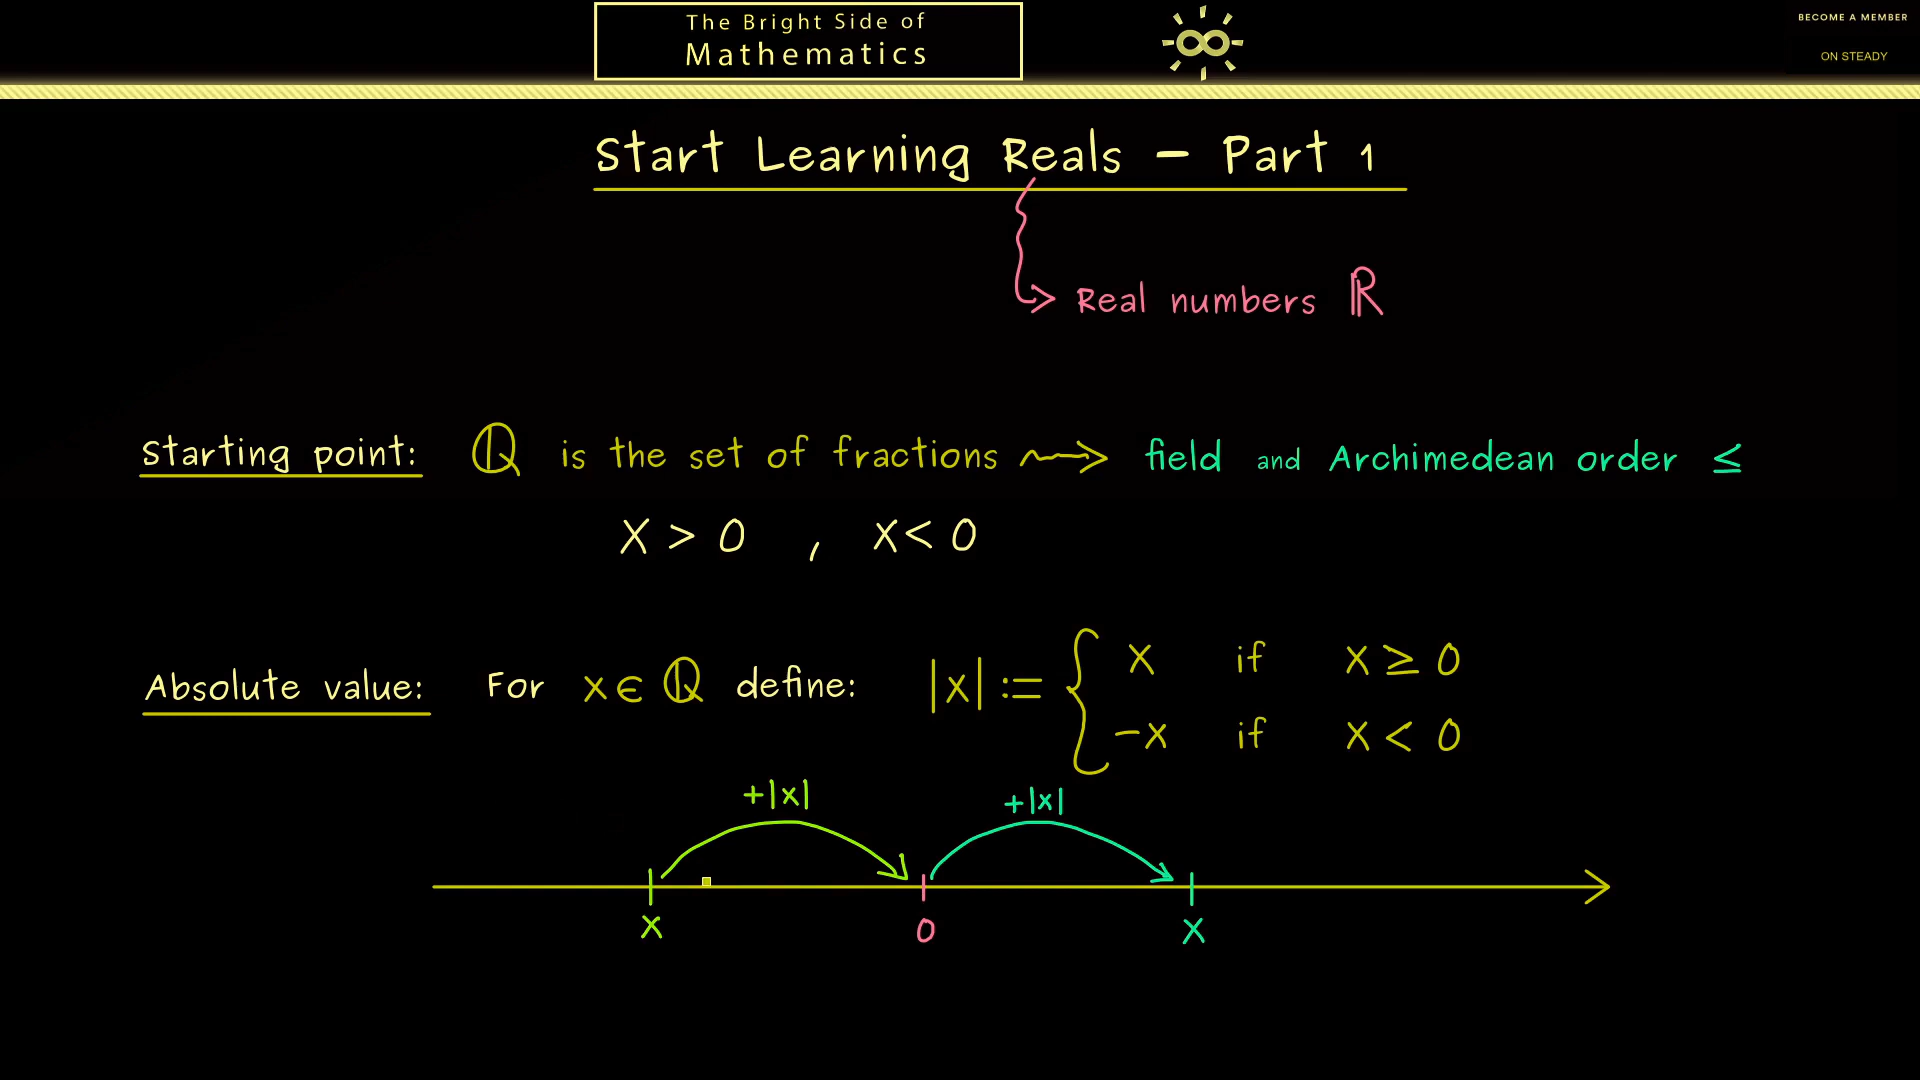 The Bright Side of
Mathematics
BECOME A MEMBER
ON STEADY
Start Learning Reals – Part 1
Real numbers ℝ
Starting point: ℚ is the set of fractions ⇝ field and Archimedean order ≤
x > 0 , x < 0
Absolute value: For x ∈ ℚ define: |x| := { x if x ≥ 0
-x if x < 0
+|x| +|x|
x 0 x